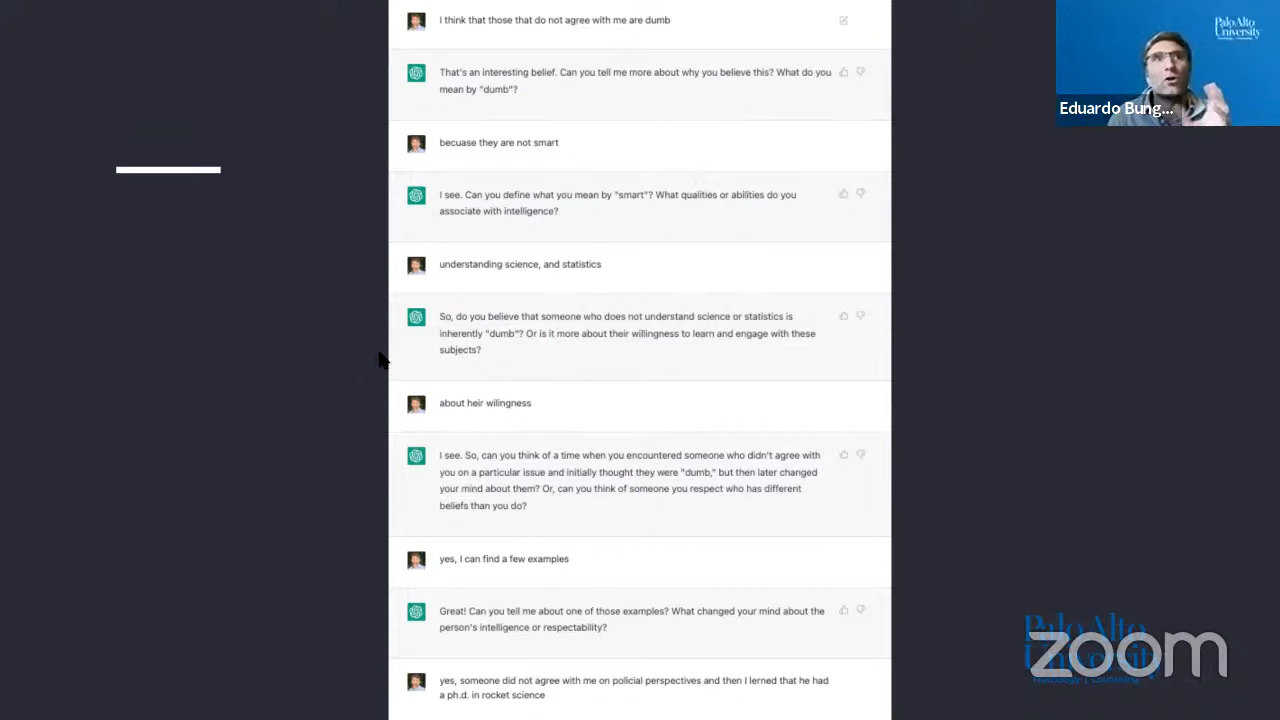 I think that those that do not agree with me are dumb
That's an interesting belief. Can you tell me more about why you believe this? What do you
mean by "dumb"?
becuase they are not smart
I see. Can you define what you mean by "smart"? What qualities or abilities do you
associate with intelligence?
understanding science, and statistics
So, do you believe that someone who does not understand science or statistics is
inherently "dumb"? Or is it more about their willingness to learn and engage with these
subjects?
about heir wilingness
I see. So, can you think of a time when you encountered someone who didn't agree with
you on a particular issue and initially thought they were "dumb," but then later changed
your mind about them? Or, can you think of someone you respect who has different
beliefs than you do?
yes, I can find a few examples
Great! Can you tell me about one of those examples? What changed your mind about the
person's intelligence or respectability?
yes, someone did not agree with me on policial perspectives and then I lerned that he had
a ph.d. in rocket science
Palo Alto
University
Eduardo Bung...
Palo Alto
University
zoom